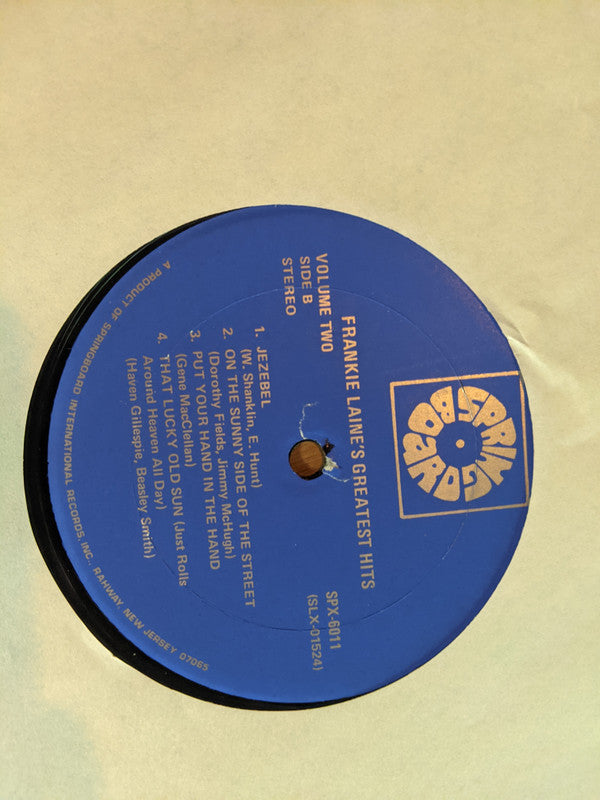 SPRINGBOARD
FRANKIE LAINE'S GREATEST HITS
VOLUME TWO
SIDE B
STEREO
SPX-6011
(SLX-01524)
1. JEZEBEL
(W. Shanklin, E. Hunt)
2. ON THE SUNNY SIDE OF THE STREET
(Dorothy Fields, Jimmy McHugh)
3. PUT YOUR HAND IN THE HAND
(Gene MacClellan)
4. THAT LUCKY OLD SUN (Just Rolls
Around Heaven All Day)
(Haven Gillespie, Beasley Smith)
A PRODUCT OF SPRINGBOARD INTERNATIONAL RECORDS, INC., RAHWAY, NEW JERSEY 07065